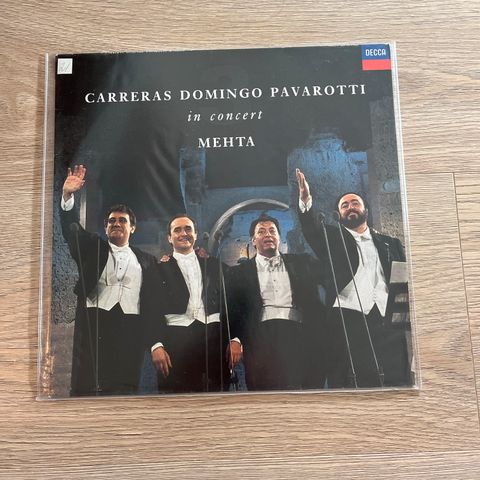 DECCA
CARRERAS DOMINGO PAVAROTTI
in concert
MEHTA